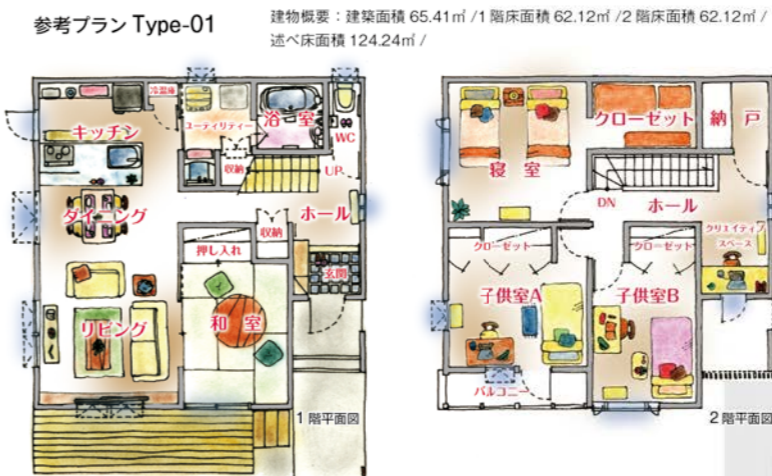 参考プラン Type-01
建物概要：建築面積 65.41㎡ /1 階床面積 62.12㎡ /2 階床面積 62.12㎡ /
述べ床面積 124.24㎡ /
冷蔵庫
キッチン
ユーティリティー
浴室
WC
収納
UP
ダイニング
ホール
収納
押し入れ
玄関
リビング
和室
1 階平面図
クローゼット
納戸
寝室
DN
ホール
クリエイティブ
スペース
クローゼット
クローゼット
子供室A
子供室B
バルコニー
2 階平面図